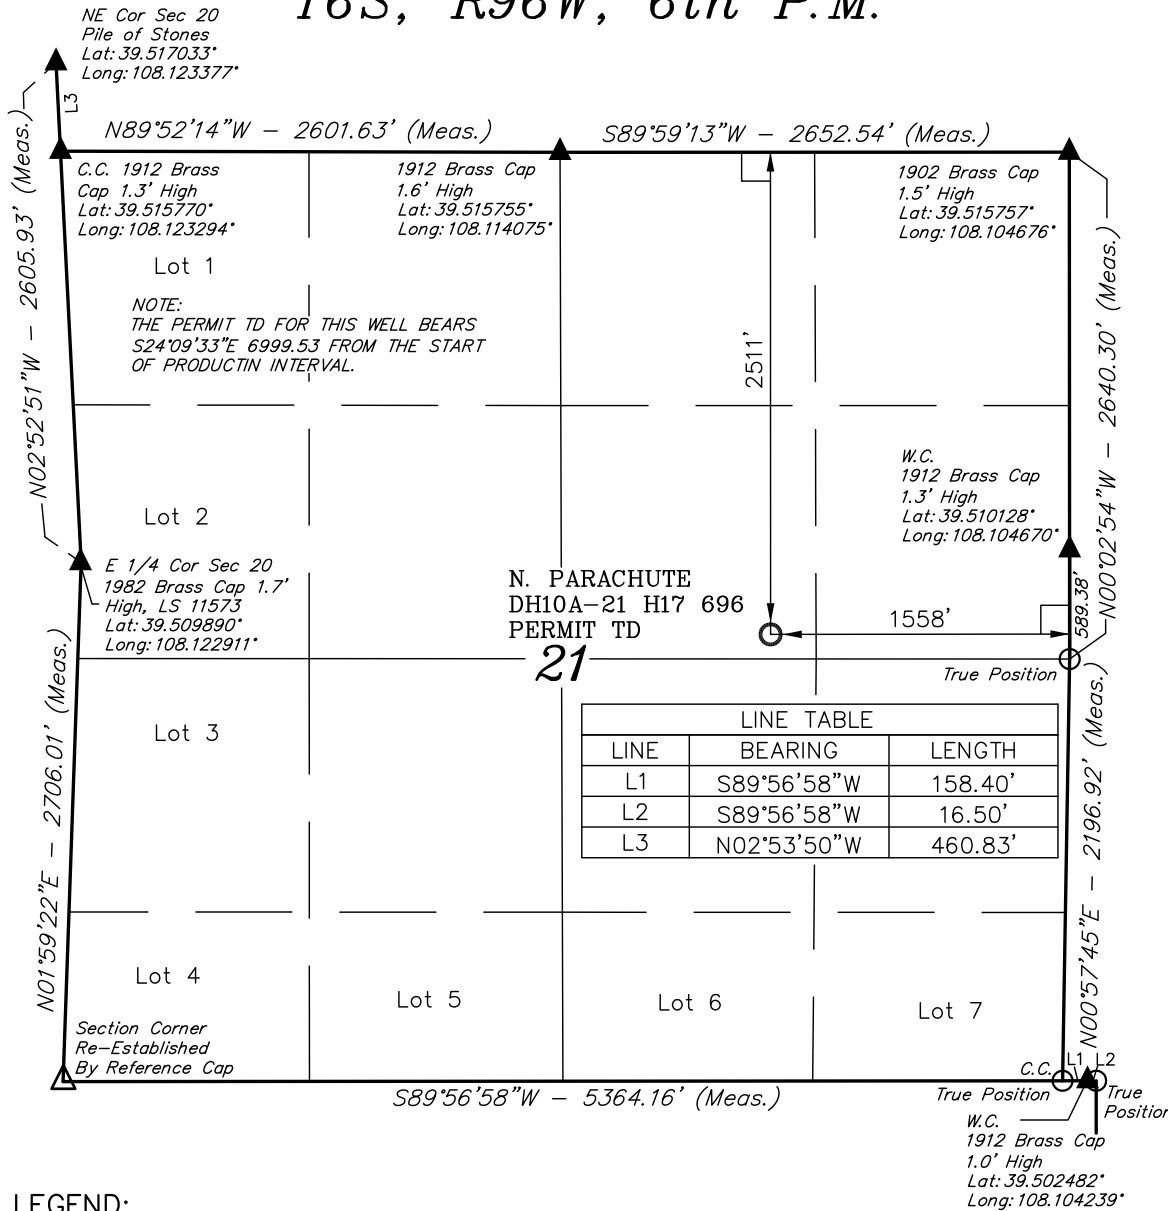 T6S, R96W, 6th P.M.
NE Cor Sec 20
Pile of Stones
Lat: 39.517033°
Long: 108.123377°
L3
N89°52'14"W – 2601.63' (Meas.)
S89°59'13"W – 2652.54' (Meas.)
C.C. 1912 Brass
Cap 1.3' High
Lat: 39.515770°
Long: 108.123294°
1912 Brass Cap
1.6' High
Lat: 39.515755°
Long: 108.114075°
1902 Brass Cap
1.5' High
Lat: 39.515757°
Long: 108.104676°
N02°52'51"W – 2605.93' (Meas.)
Lot 1
NOTE:
THE PERMIT TD FOR THIS WELL BEARS
S24°09'33"E 6999.53 FROM THE START
OF PRODUCTIN INTERVAL.
2511'
N00°02'54"W – 2640.30' (Meas.)
W.C.
1912 Brass Cap
1.3' High
Lat: 39.510128°
Long: 108.104670°
Lot 2
E 1/4 Cor Sec 20
1982 Brass Cap 1.7'
High, LS 11573
Lat: 39.509890°
Long: 108.122911°
N. PARACHUTE
DH10A–21 H17 696
PERMIT TD
1558'
589.38'
21
True Position
N01°59'22"E – 2706.01' (Meas.)
Lot 3
LINE TABLE
LINE BEARING LENGTH
L1 S89°56'58"W 158.40'
L2 S89°56'58"W 16.50'
L3 N02°53'50"W 460.83'
N00°57'45"E – 2196.92' (Meas.)
Lot 4
Lot 5
Lot 6
Lot 7
Section Corner
Re–Established
By Reference Cap
S89°56'58"W – 5364.16' (Meas.)
C.C.
L1
L2
True Position
True
Position
W.C.
1912 Brass Cap
1.0' High
Lat: 39.502482°
Long: 108.104239°
LEGEND: